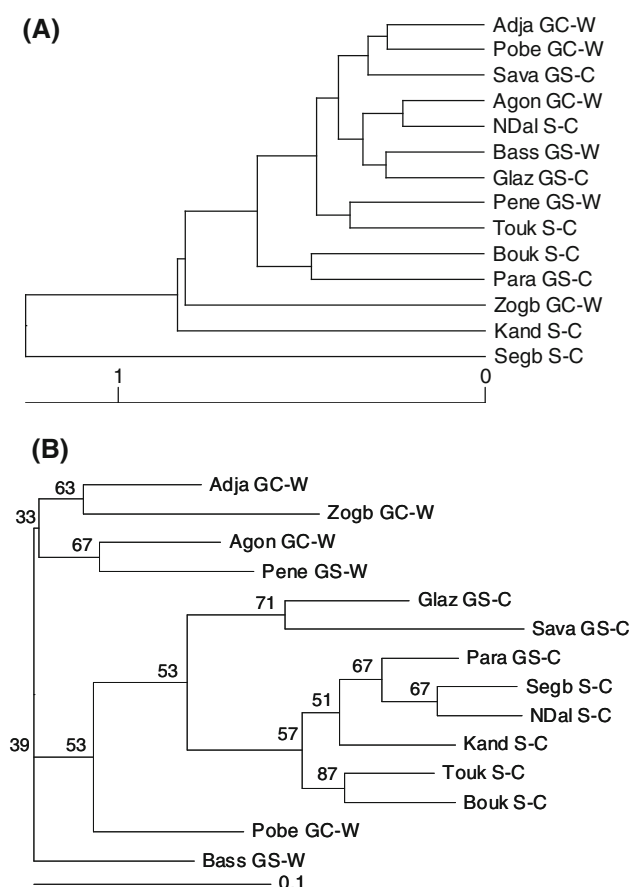 (A)
Adja GC-W
Pobe GC-W
Sava GS-C
Agon GC-W
NDal S-C
Bass GS-W
Glaz GS-C
Pene GS-W
Touk S-C
Bouk S-C
Para GS-C
Zogb GC-W
Kand S-C
Segb S-C
1 0
(B)
63 Adja GC-W
Zogb GC-W
33
67 Agon GC-W
Pene GS-W
71 Glaz GS-C
Sava GS-C
53
67 Para GS-C
67 Segb S-C
51
NDal S-C
57
Kand S-C
39 53
87 Touk S-C
Bouk S-C
Pobe GC-W
Bass GS-W
0.1